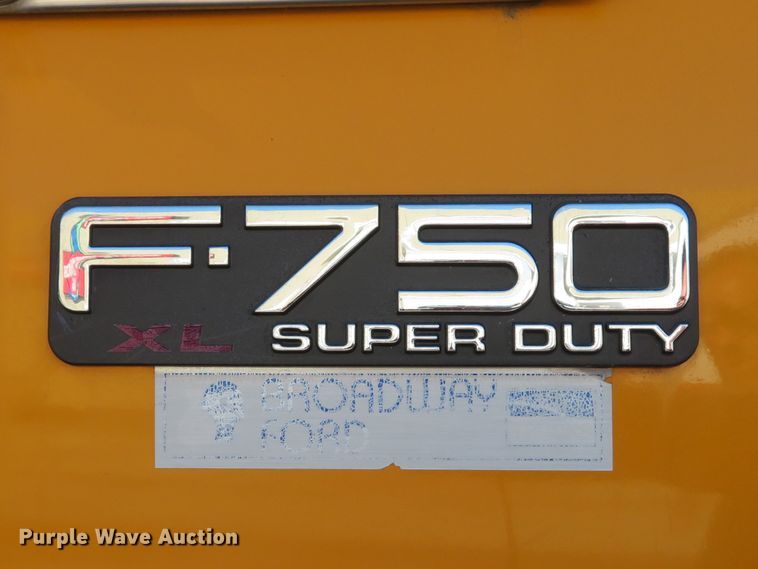 F-750
XL SUPER DUTY
BROADWAY
FORD
Purple Wave Auction